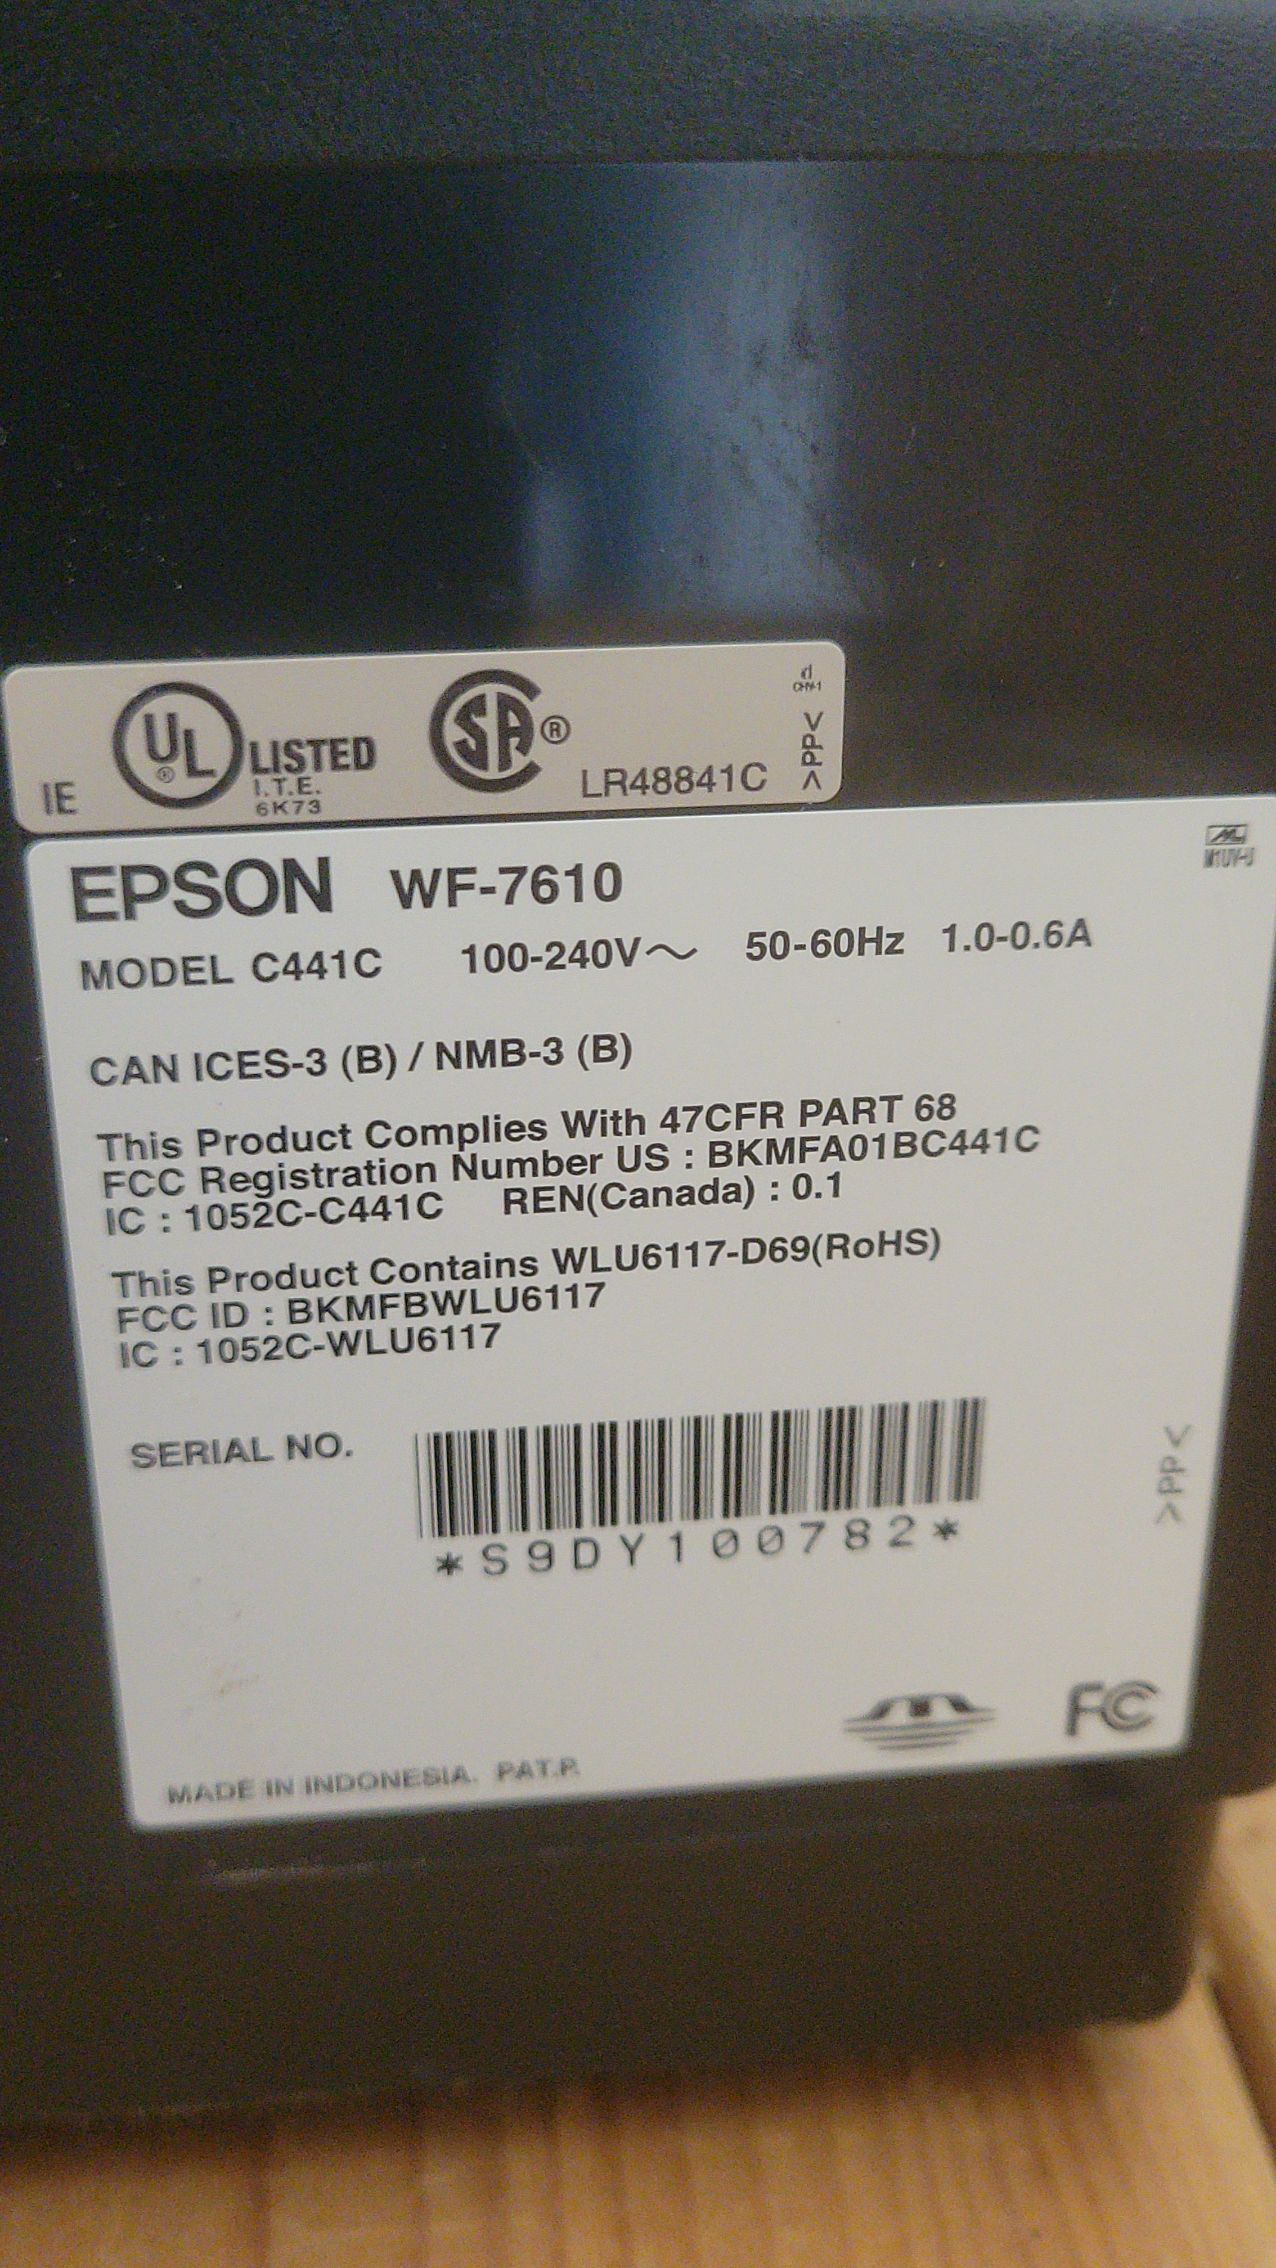 UL
®
LISTED
I.T.E.
6K73
IE
SA ®
LR48841C
>PP<
EPSON WF-7610
MODEL C441C 100-240V～ 50-60Hz 1.0-0.6A
CAN ICES-3 (B) / NMB-3 (B)
This Product Complies With 47CFR PART 68
FCC Registration Number US : BKMFA01BC441C
IC : 1052C-C441C REN(Canada) : 0.1
This Product Contains WLU6117-D69(RoHS)
FCC ID : BKMFBWLU6117
IC : 1052C-WLU6117
SERIAL NO.
*S9DY100782*
>PP<
FC
MADE IN INDONESIA. PAT.P.